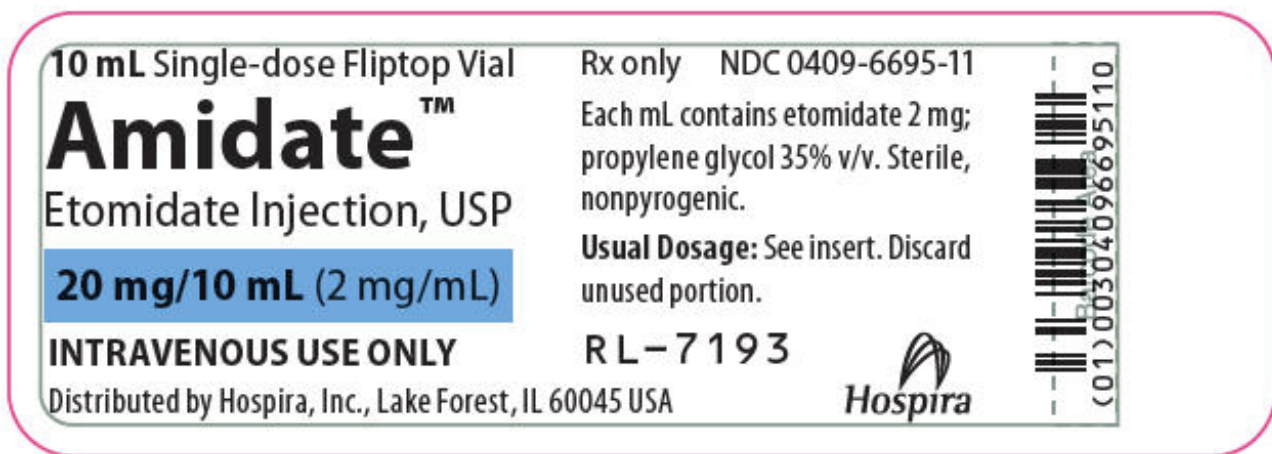 10 mL Single-dose Fliptop Vial
Amidate™
Etomidate Injection, USP
20 mg/10 mL (2 mg/mL)
INTRAVENOUS USE ONLY
Distributed by Hospira, Inc., Lake Forest, IL 60045 USA
Rx only NDC 0409-6695-11
Each mL contains etomidate 2 mg;
propylene glycol 35% v/v. Sterile,
nonpyrogenic.
Usual Dosage: See insert. Discard
unused portion.
RL-7193
Hospira
(01)00304096695110